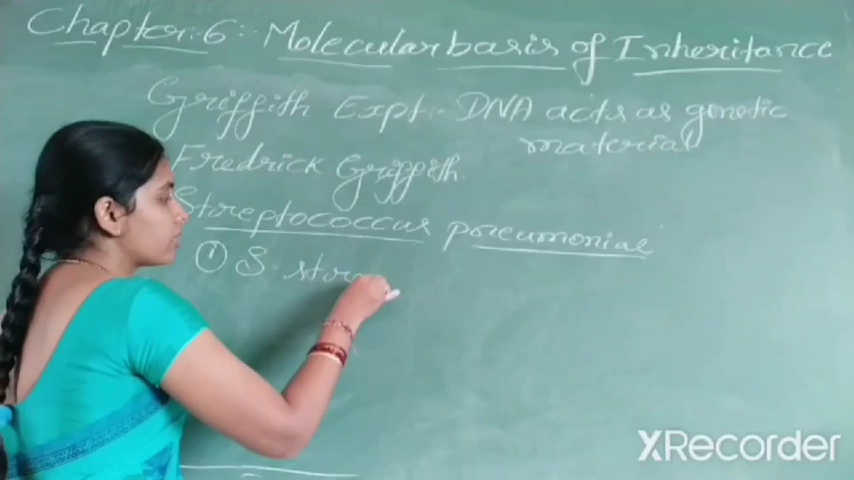 Chapter:-6:- Molecular basis of Inheritance
Griffith Expt:- DNA acts as genetic
material
Fredrick Griffith
Streptococcus pneumoniae
① S. stra
XRecorder